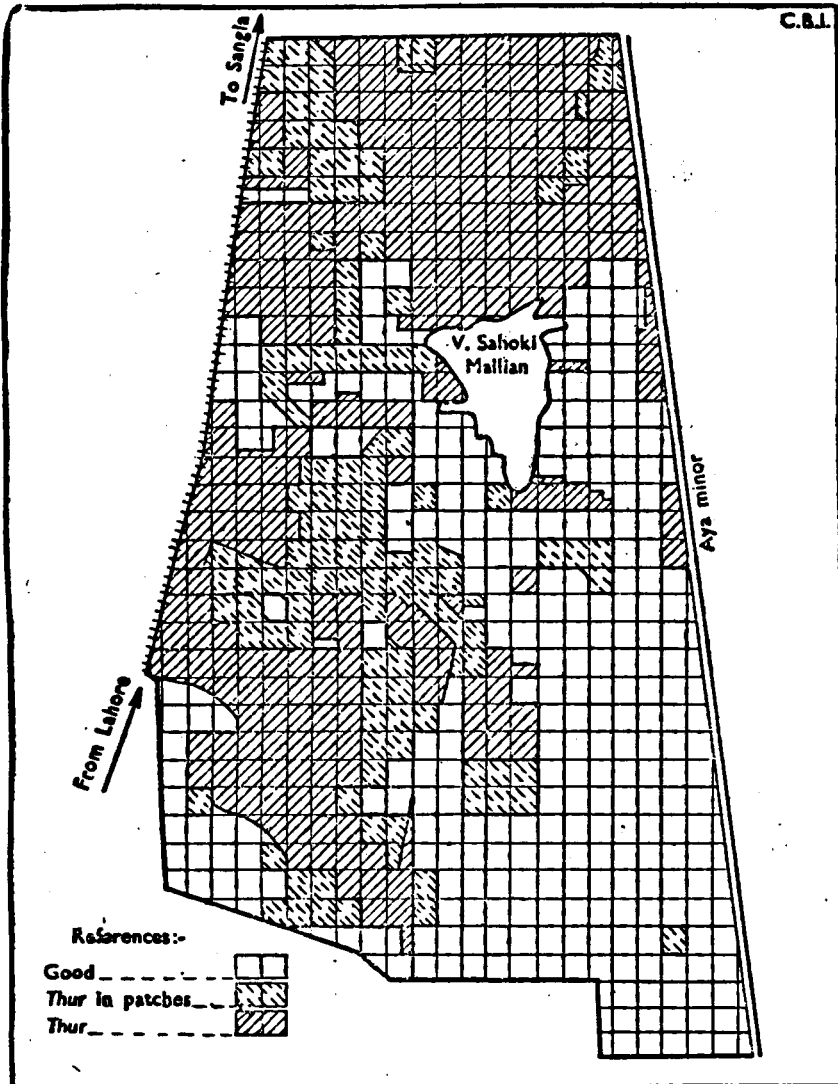 C.B.I.
To Sangla
V. Sahoki
Mallian
Aya minor
From Lahore
References:-
Good
Thur in patches
Thur